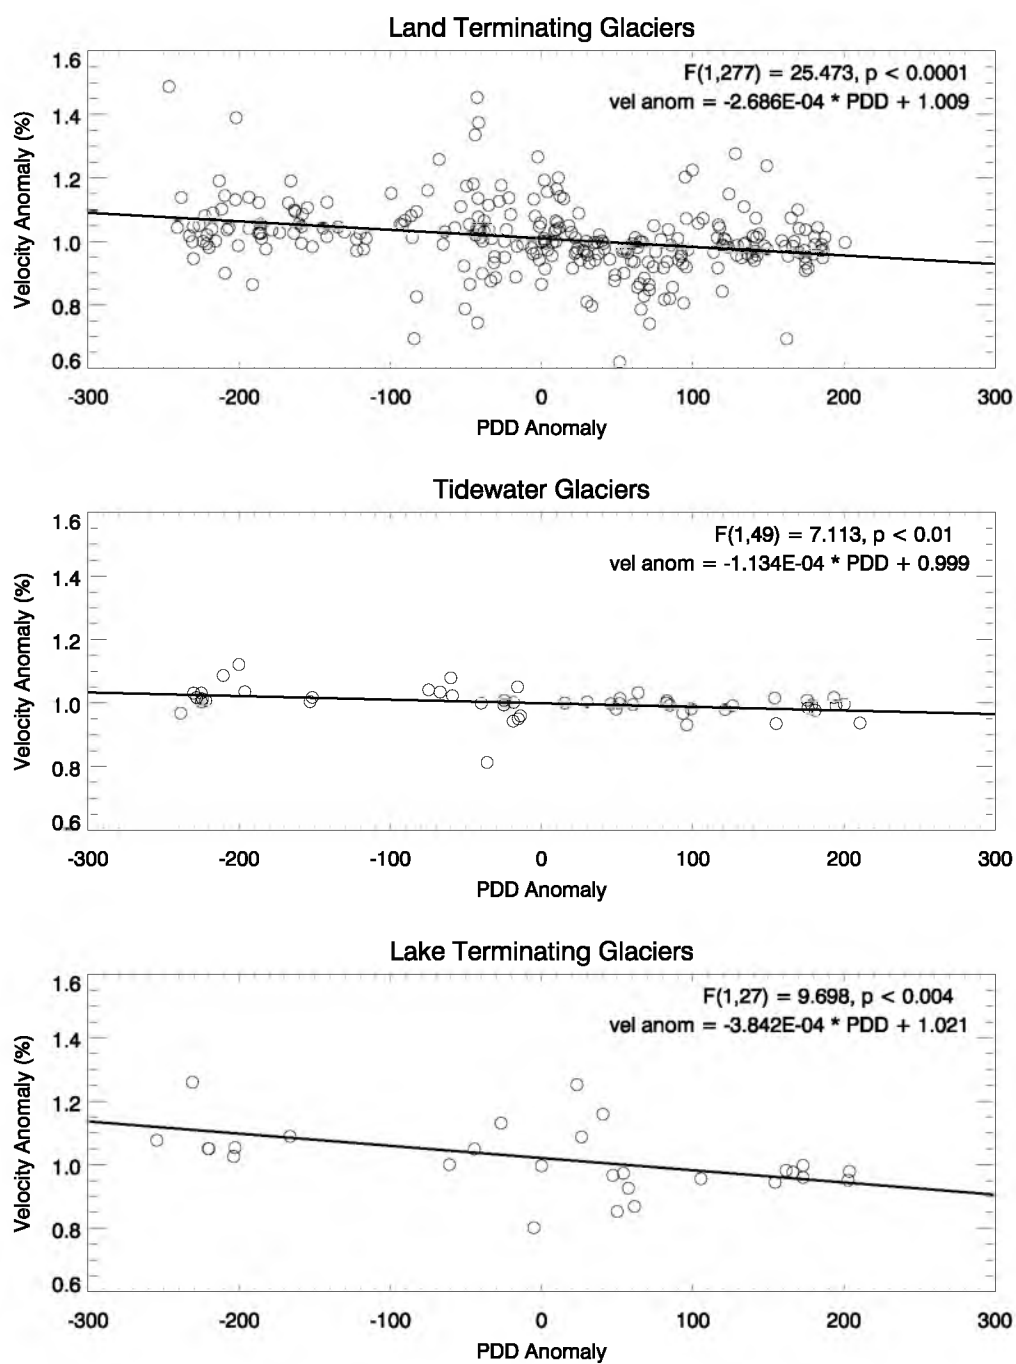 Land Terminating Glaciers
1.6
F(1,277) = 25.473, p < 0.0001
vel anom = -2.686E-04 * PDD + 1.009
1.4
1.2
1.0
0.8
0.6
Velocity Anomaly (%)
-300 -200 -100 0 100 200 300
PDD Anomaly
Tidewater Glaciers
1.6
F(1,49) = 7.113, p < 0.01
vel anom = -1.134E-04 * PDD + 0.999
1.4
1.2
1.0
0.8
0.6
Velocity Anomaly (%)
-300 -200 -100 0 100 200 300
PDD Anomaly
Lake Terminating Glaciers
1.6
F(1,27) = 9.698, p < 0.004
vel anom = -3.842E-04 * PDD + 1.021
1.4
1.2
1.0
0.8
0.6
Velocity Anomaly (%)
-300 -200 -100 0 100 200 300
PDD Anomaly